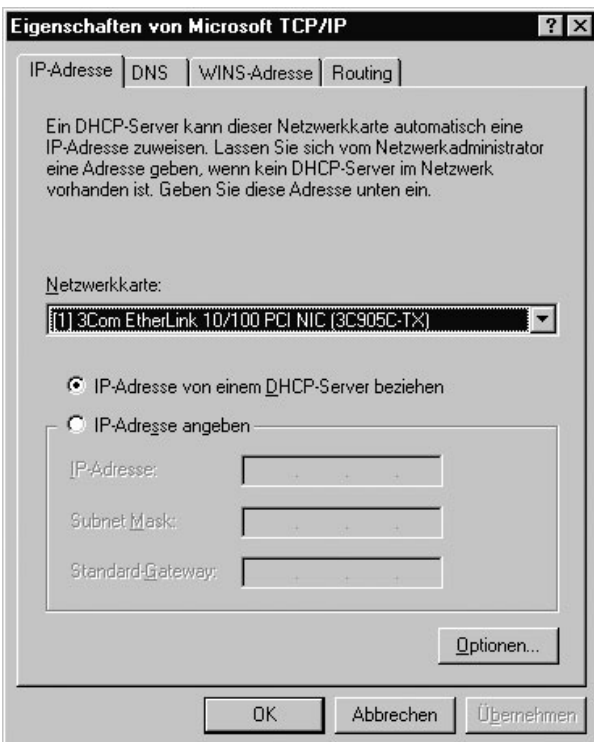 Eigenschaften von Microsoft TCP/IP
IP-Adresse DNS WINS-Adresse Routing
Ein DHCP-Server kann dieser Netzwerkkarte automatisch eine
IP-Adresse zuweisen. Lassen Sie sich vom Netzwerkadministrator
eine Adresse geben, wenn kein DHCP-Server im Netzwerk
vorhanden ist. Geben Sie diese Adresse unten ein.
Netzwerkkarte:
[1] 3Com EtherLink 10/100 PCI NIC (3C905C-TX)
IP-Adresse von einem DHCP-Server beziehen
IP-Adresse angeben
IP-Adresse:
Subnet Mask:
Standard-Gateway:
Optionen...
OK Abbrechen Übernehmen